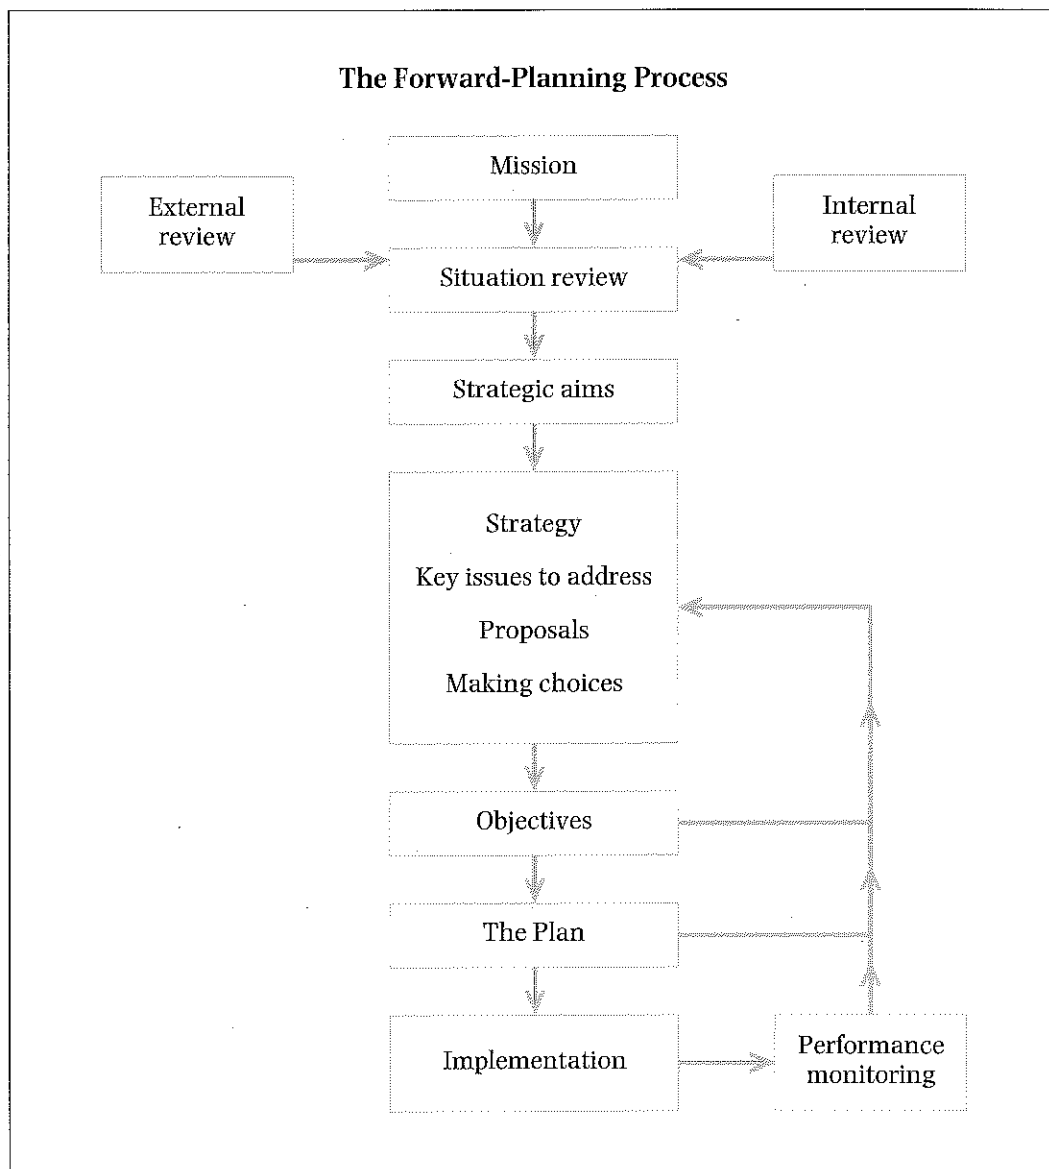 The Forward-Planning Process
Mission
External
review
Internal
review
Situation review
Strategic aims
Strategy
Key issues to address
Proposals
Making choices
Objectives
The Plan
Implementation
Performance
monitoring